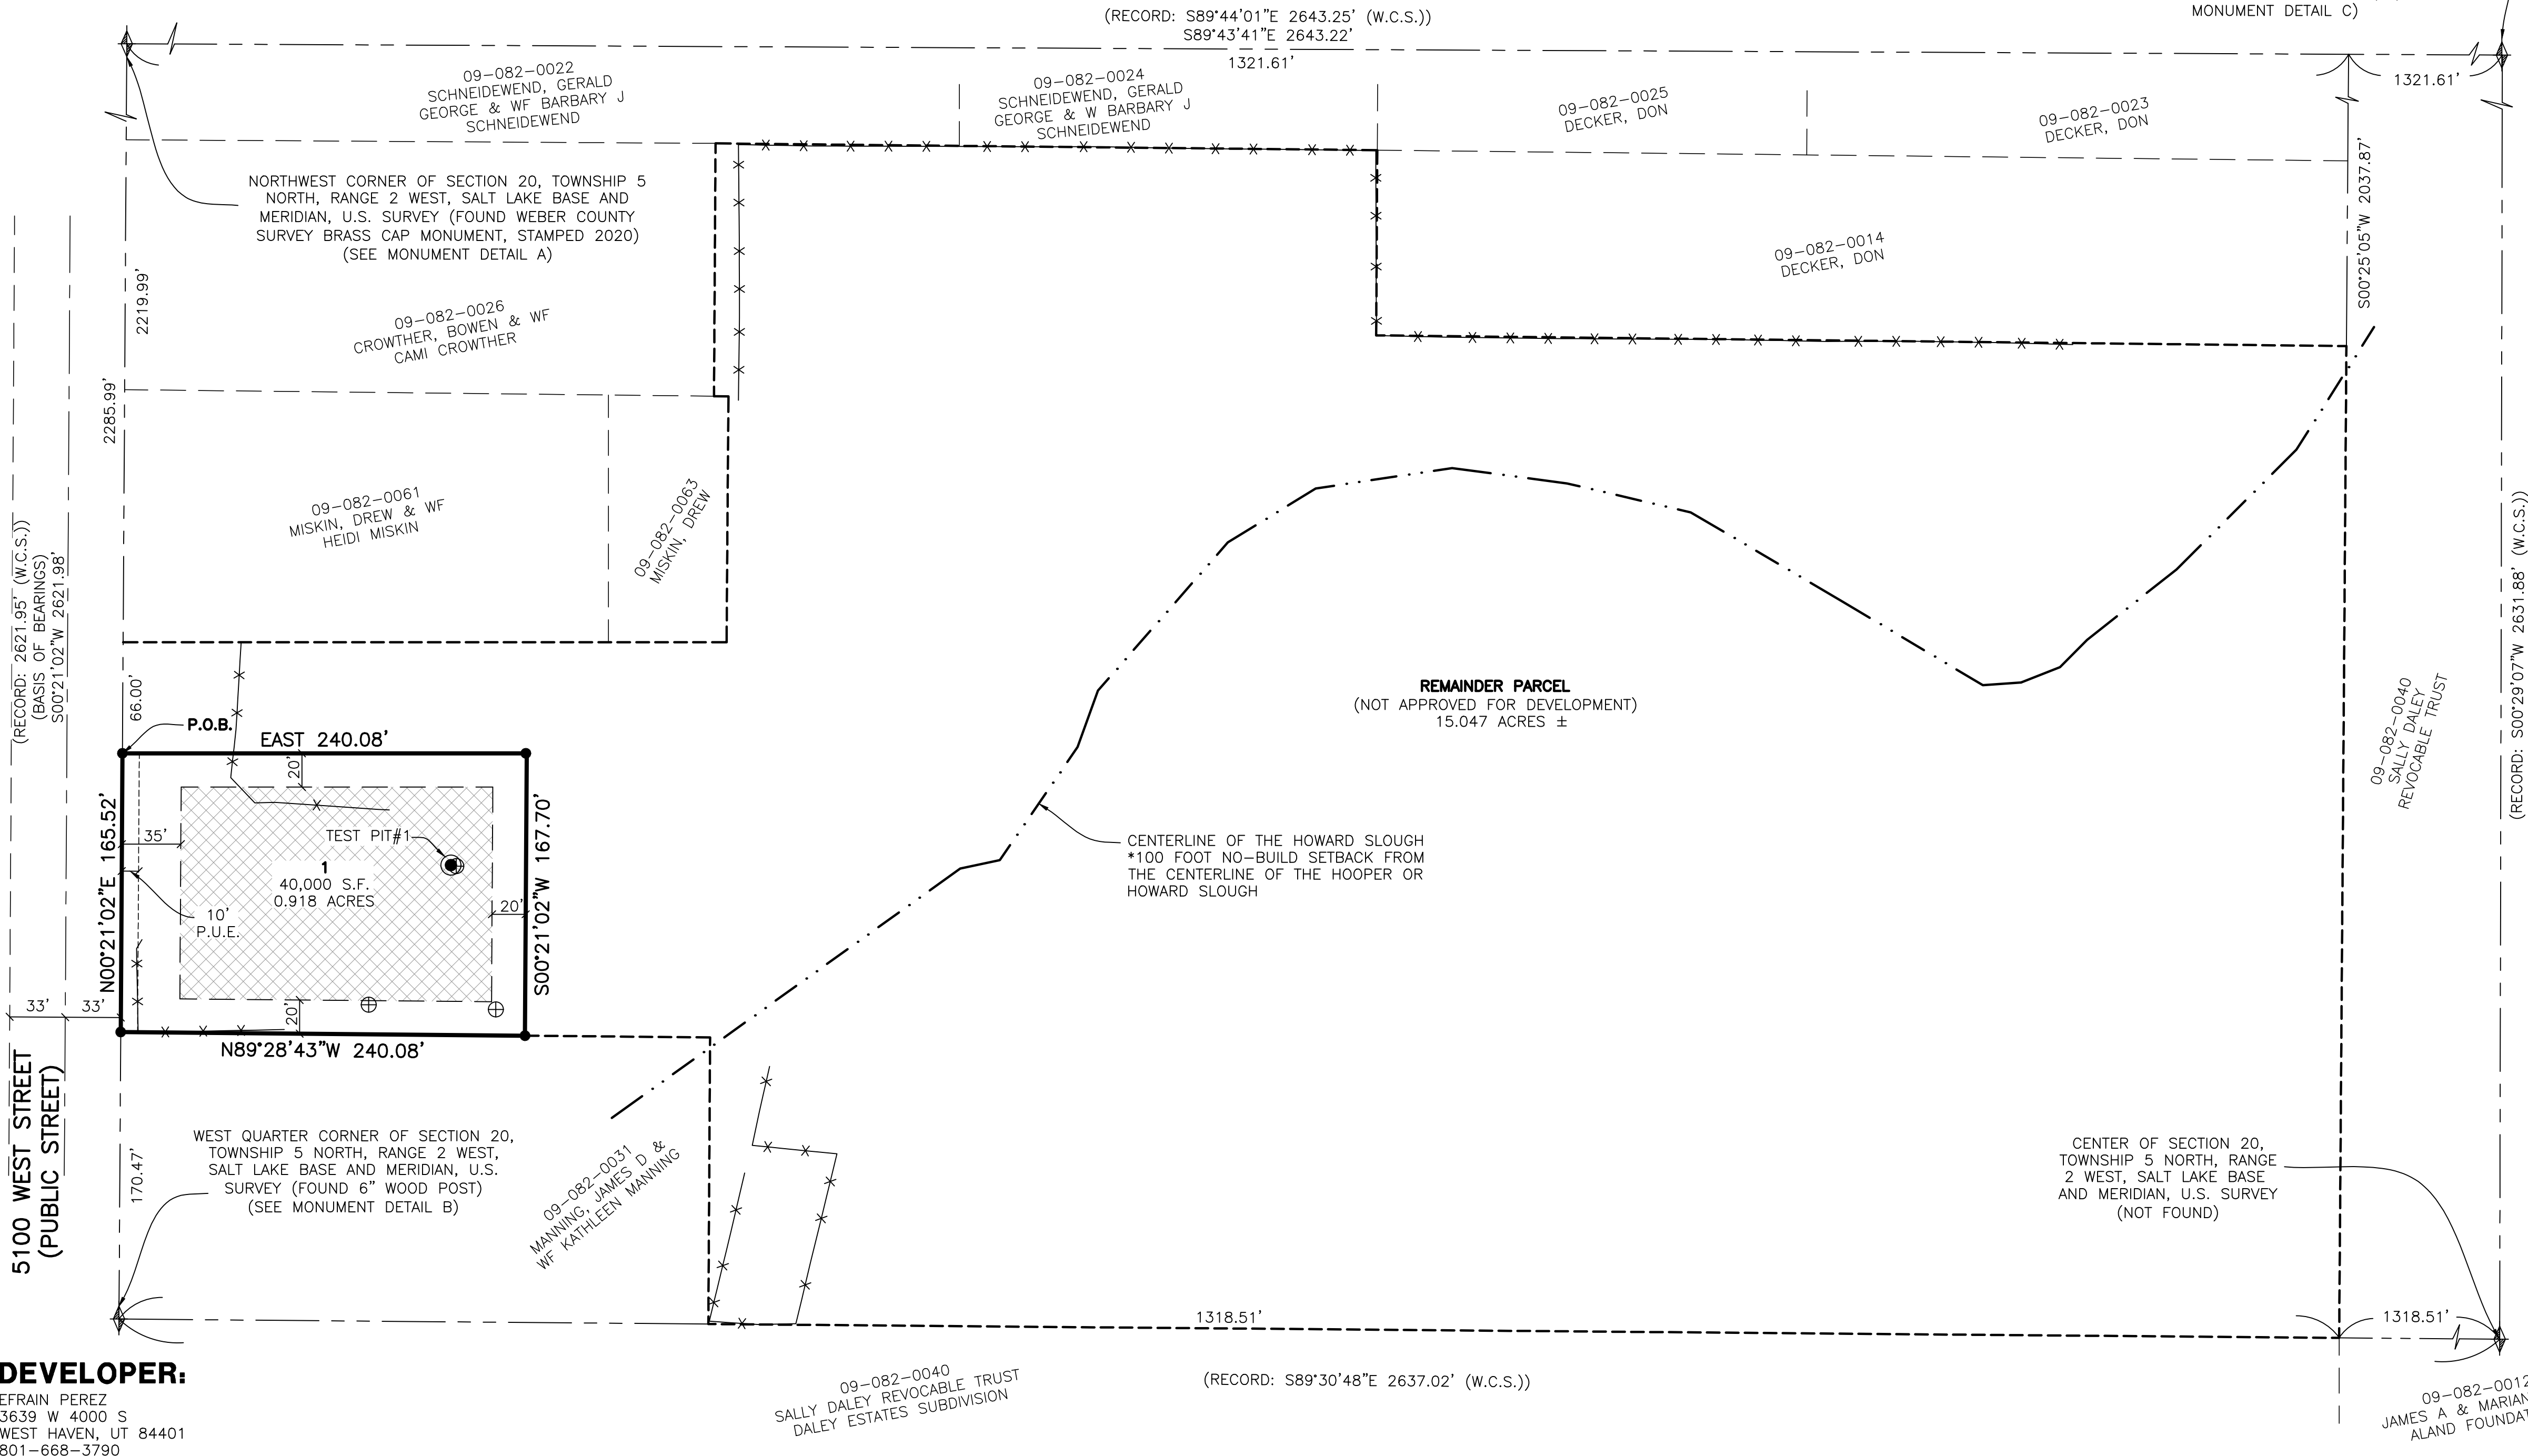 (RECORD: S89°44'01"E 2643.25' (W.C.S.))
S89°43'41"E 2643.22'
1321.61'
MONUMENT DETAIL C)
1321.61'
09-082-0022
SCHNEIDEWEND, GERALD
GEORGE & WF BARBARY J
SCHNEIDEWEND
09-082-0024
SCHNEIDEWEND, GERALD
GEORGE & W BARBARY J
SCHNEIDEWEND
09-082-0025
DECKER, DON
09-082-0023
DECKER, DON
NORTHWEST CORNER OF SECTION 20, TOWNSHIP 5
NORTH, RANGE 2 WEST, SALT LAKE BASE AND
MERIDIAN, U.S. SURVEY (FOUND WEBER COUNTY
SURVEY BRASS CAP MONUMENT, STAMPED 2020)
(SEE MONUMENT DETAIL A)
S00°25'05"W 2037.87'
09-082-0014
DECKER, DON
2219.99'
2285.99'
09-082-0026
CROWTHER, BOWEN & WF
CAMI CROWTHER
09-082-0061
MISKIN, DREW & WF
HEIDI MISKIN
09-082-0063
MISKIN, DREW
(RECORD: 2621.95' (W.C.S.))
(BASIS OF BEARINGS)
S00°21'02"W 2621.98'
(RECORD: S00°29'07"W 2631.88' (W.C.S.))
66.00'
P.O.B.
EAST 240.08'
20'
REMAINDER PARCEL
(NOT APPROVED FOR DEVELOPMENT)
15.047 ACRES ±
09-082-0040
SALLY DALEY
REVOCABLE TRUST
N00°21'02"E 165.52'
35'
TEST PIT#1
1
40,000 S.F.
0.918 ACRES
10'
P.U.E.
20'
S00°21'02"W 167.70'
CENTERLINE OF THE HOWARD SLOUGH
*100 FOOT NO-BUILD SETBACK FROM
THE CENTERLINE OF THE HOOPER OR
HOWARD SLOUGH
33'
33'
20'
N89°28'43"W 240.08'
5100 WEST STREET
(PUBLIC STREET)
170.47'
WEST QUARTER CORNER OF SECTION 20,
TOWNSHIP 5 NORTH, RANGE 2 WEST,
SALT LAKE BASE AND MERIDIAN, U.S.
SURVEY (FOUND 6" WOOD POST)
(SEE MONUMENT DETAIL B)
09-082-0031
MANNING, JAMES D &
WF KATHLEEN MANNING
CENTER OF SECTION 20,
TOWNSHIP 5 NORTH, RANGE
2 WEST, SALT LAKE BASE
AND MERIDIAN, U.S. SURVEY
(NOT FOUND)
1318.51'
1318.51'
DEVELOPER:
EFRAIN PEREZ
3639 W 4000 S
WEST HAVEN, UT 84401
801-668-3790
09-082-0040
SALLY DALEY REVOCABLE TRUST
DALEY ESTATES SUBDIVISION
(RECORD: S89°30'48"E 2637.02' (W.C.S.))
09-082-0012
JAMES A & MARIAN
ALAND FOUNDAT